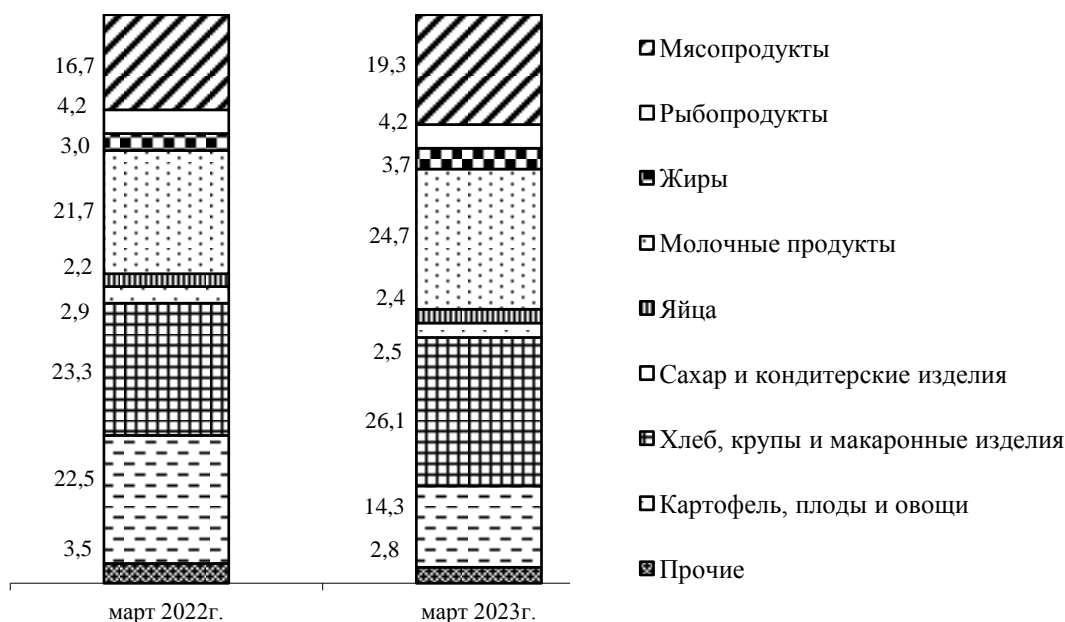 16,7
4,2
3,0
21,7
2,2
2,9
23,3
22,5
3,5
март 2022г.
19,3
4,2
3,7
24,7
2,4
2,5
26,1
14,3
2,8
март 2023г.
Мясопродукты
Рыбопродукты
Жиры
Молочные продукты
Яйца
Сахар и кондитерские изделия
Хлеб, крупы и макаронные изделия
Картофель, плоды и овощи
Прочие